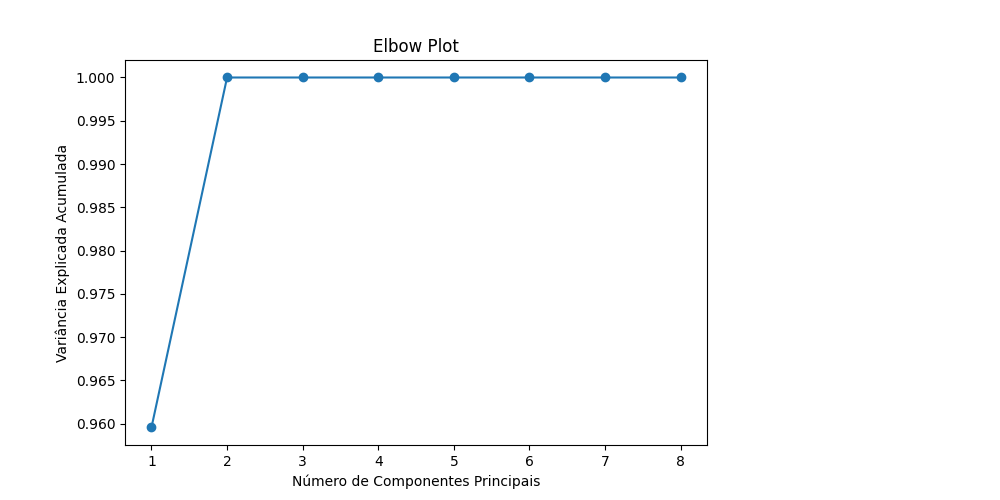 Elbow Plot
Variância Explicada Acumulada
1.000
0.995
0.990
0.985
0.980
0.975
0.970
0.965
0.960
1 2 3 4 5 6 7 8
Número de Componentes Principais